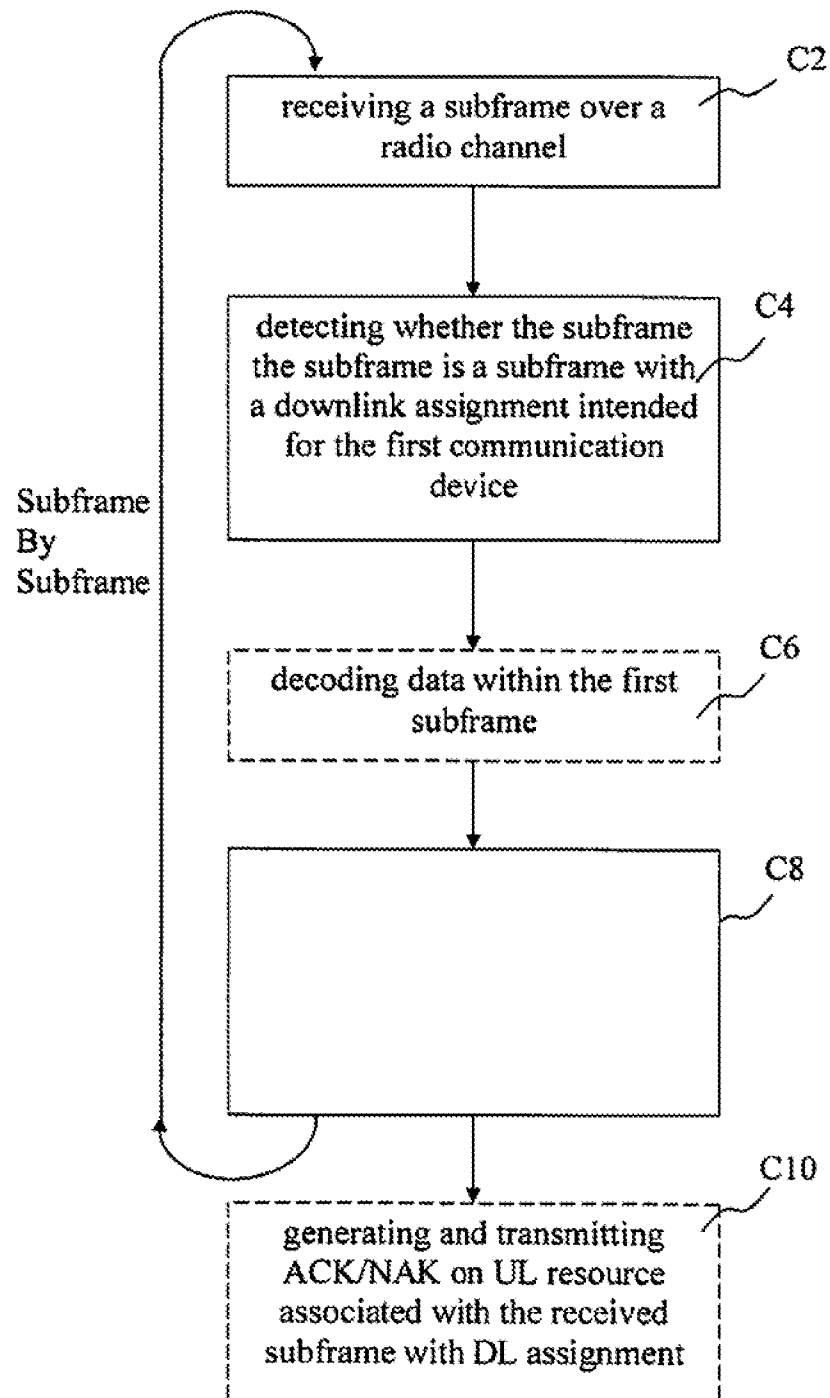 C2
receiving a subframe over a
radio channel
C4
detecting whether the subframe
the subframe is a subframe with
a downlink assignment intended
for the first communication
device
Subframe
By
Subframe
C6
decoding data within the first
subframe
C8
C10
generating and transmitting
ACK/NAK on UL resource
associated with the received
subframe with DL assignment